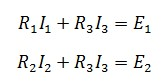 R₁I₁ + R₃I₃ = E₁
R₂I₂ + R₃I₃ = E₂